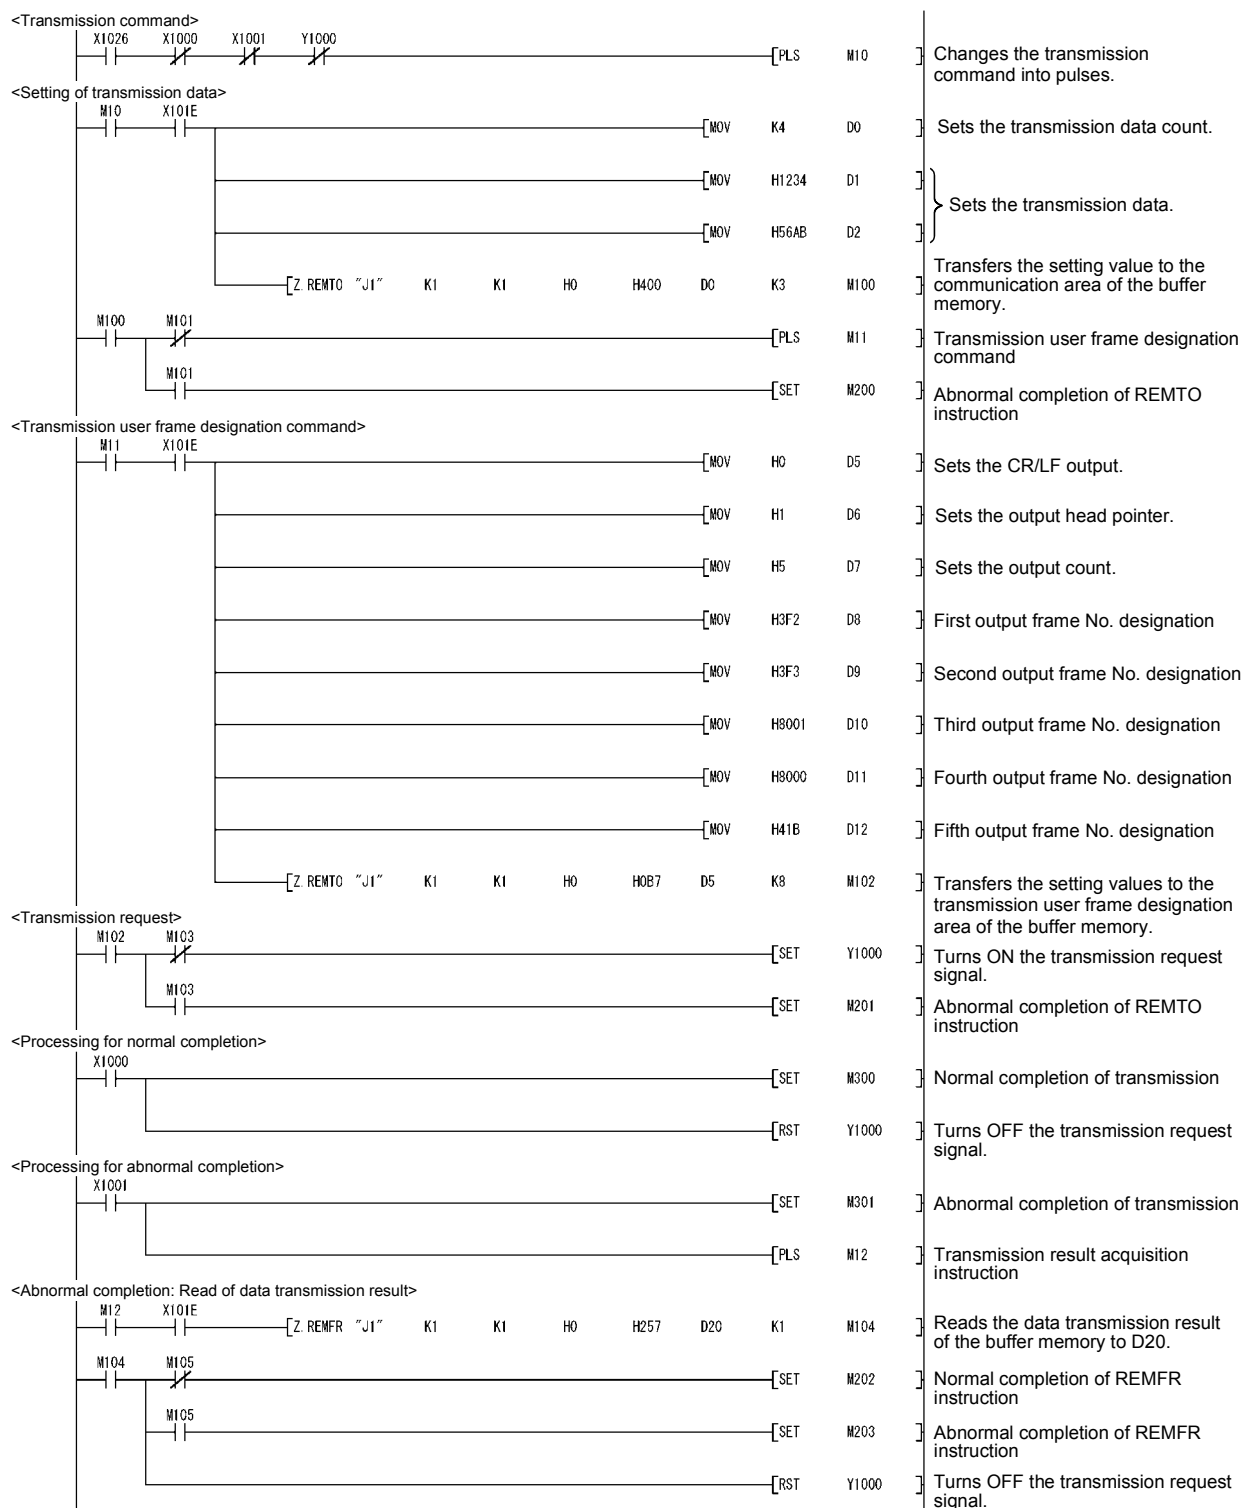 <Transmission command>
X1026 X1000 X1001 Y1000
PLS M10
Changes the transmission
command into pulses.
<Setting of transmission data>
M10 X101E
MOV K4 D0
Sets the transmission data count.
MOV H1234 D1
MOV H56AB D2
Sets the transmission data.
Z.REMTO "J1" K1 K1 H0 H400 D0 K3 M100
Transfers the setting value to the
communication area of the buffer
memory.
M100 M101
PLS M11
Transmission user frame designation
command
M101
SET M200
Abnormal completion of REMTO
instruction
<Transmission user frame designation command>
M11 X101E
MOV H0 D5
Sets the CR/LF output.
MOV H1 D6
Sets the output head pointer.
MOV H5 D7
Sets the output count.
MOV H3F2 D8
First output frame No. designation
MOV H3F3 D9
Second output frame No. designation
MOV H8001 D10
Third output frame No. designation
MOV H8000 D11
Fourth output frame No. designation
MOV H41B D12
Fifth output frame No. designation
Z.REMTO "J1" K1 K1 H0 H0B7 D5 K8 M102
Transfers the setting values to the
transmission user frame designation
area of the buffer memory.
<Transmission request>
M102 M103
SET Y1000
Turns ON the transmission request
signal.
M103
SET M201
Abnormal completion of REMTO
instruction
<Processing for normal completion>
X1000
SET M300
Normal completion of transmission
RST Y1000
Turns OFF the transmission request
signal.
<Processing for abnormal completion>
X1001
SET M301
Abnormal completion of transmission
PLS M12
Transmission result acquisition
instruction
<Abnormal completion: Read of data transmission result>
M12 X101E
Z.REMFR "J1" K1 K1 H0 H257 D20 K1 M104
Reads the data transmission result
of the buffer memory to D20.
M104 M105
SET M202
Normal completion of REMFR
instruction
M105
SET M203
Abnormal completion of REMFR
instruction
RST Y1000
Turns OFF the transmission request
signal.